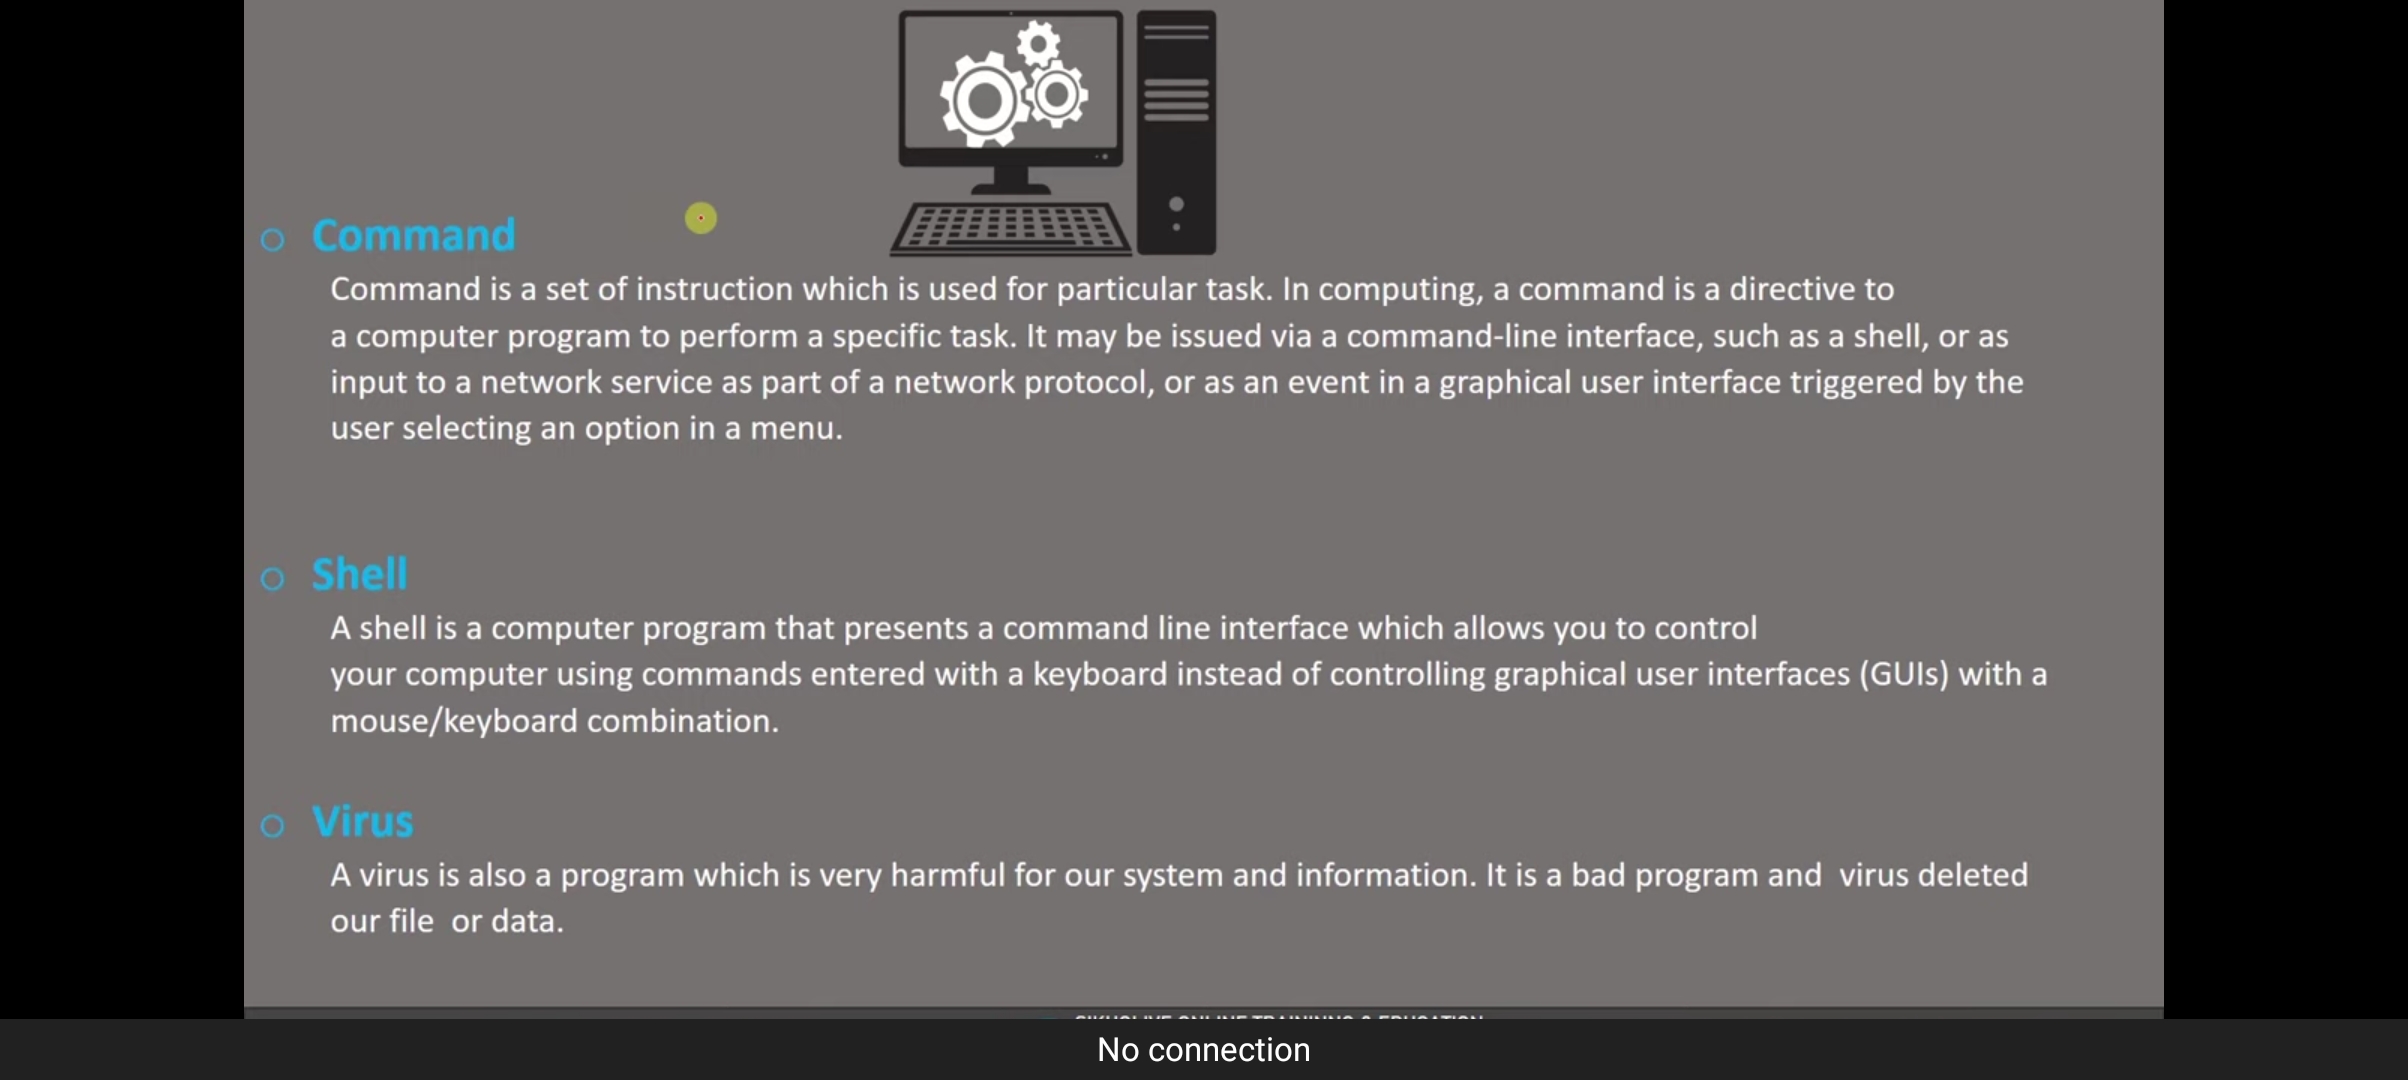 Command
Command is a set of instruction which is used for particular task. In computing, a command is a directive to
a computer program to perform a specific task. It may be issued via a command-line interface, such as a shell, or as
input to a network service as part of a network protocol, or as an event in a graphical user interface triggered by the
user selecting an option in a menu.
Shell
A shell is a computer program that presents a command line interface which allows you to control
your computer using commands entered with a keyboard instead of controlling graphical user interfaces (GUIs) with a
mouse/keyboard combination.
Virus
A virus is also a program which is very harmful for our system and information. It is a bad program and virus deleted
our file or data.
No connection